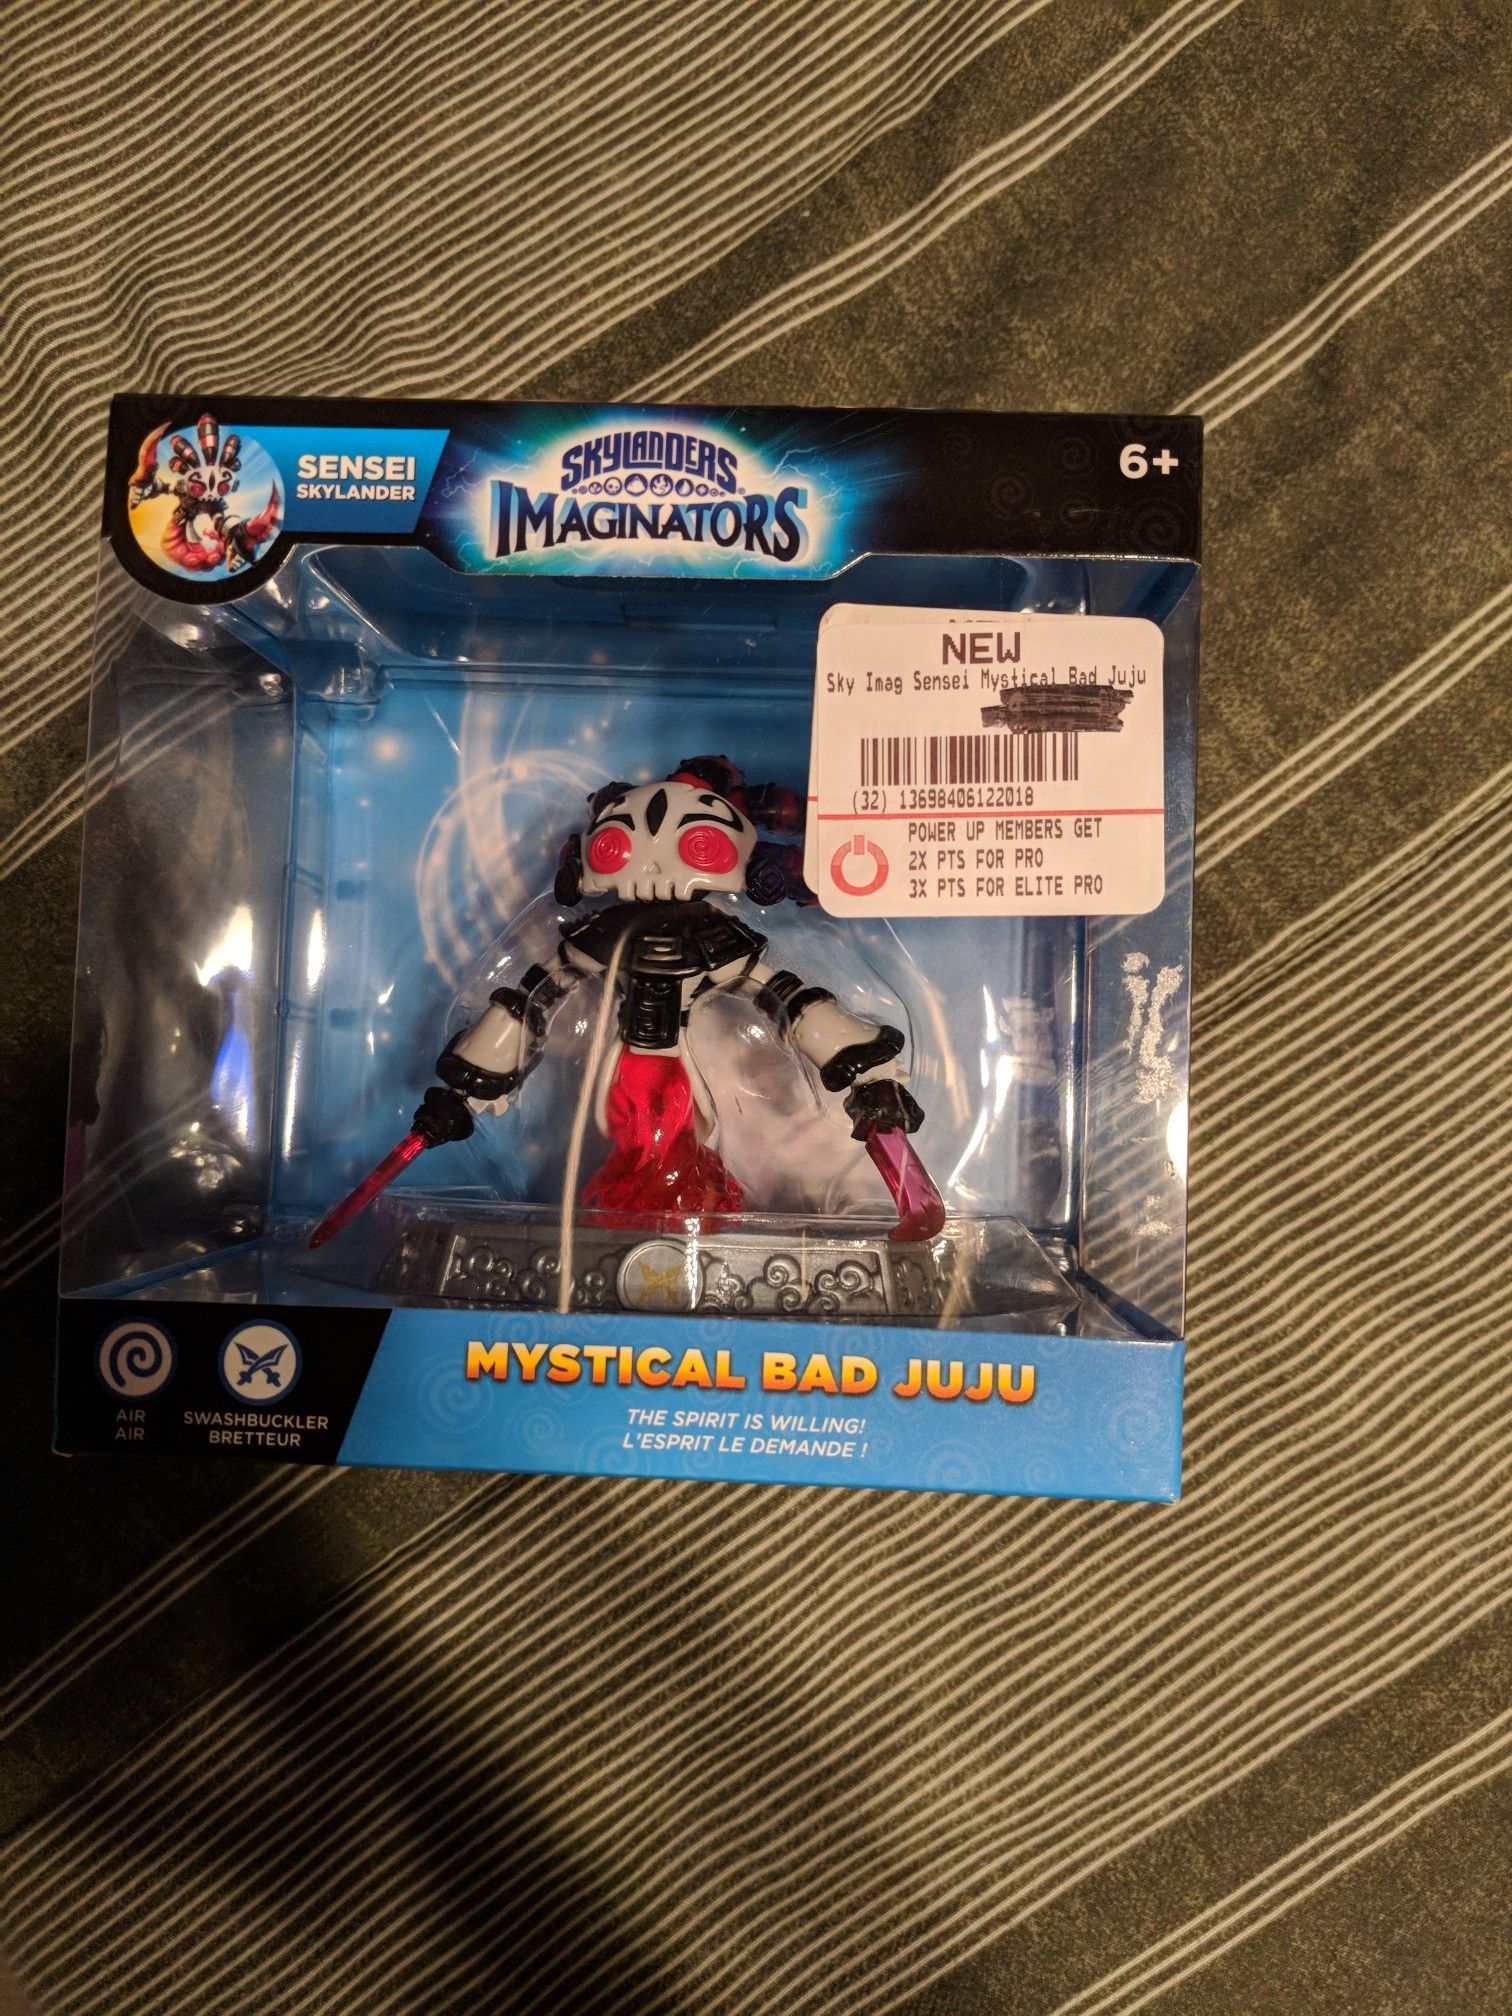 SENSEI
SKYLANDER
SKYLANDERS
IMAGINATORS
6+
NEW
Sky Imag Sensei Mystical Bad Juju
(32) 13698406122018
POWER UP MEMBERS GET
2X PTS FOR PRO
3X PTS FOR ELITE PRO
MYSTICAL BAD JUJU
THE SPIRIT IS WILLING!
L'ESPRIT LE DEMANDE !
AIR
AIR
SWASHBUCKLER
BRETTEUR